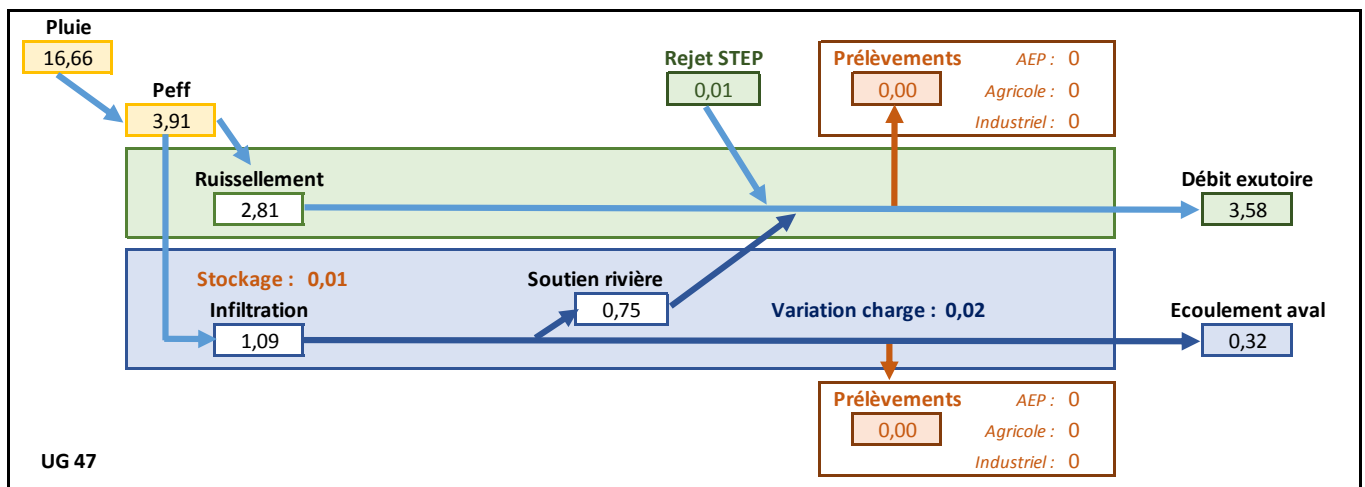 Pluie
16,66
Peff
3,91
Rejet STEP
0,01
Prélèvements
0,00
AEP : 0
Agricole : 0
Industriel : 0
Ruissellement
2,81
Débit exutoire
3,58
Stockage : 0,01
Infiltration
1,09
Soutien rivière
0,75
Variation charge : 0,02
Ecoulement aval
0,32
Prélèvements
0,00
AEP : 0
Agricole : 0
Industriel : 0
UG 47